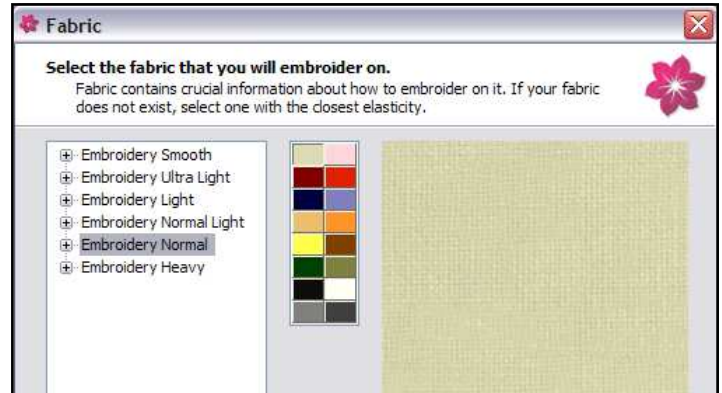 Fabric
Select the fabric that you will embroider on.
Fabric contains crucial information about how to embroider on it. If your fabric
does not exist, select one with the closest elasticity.
Embroidery Smooth
Embroidery Ultra Light
Embroidery Light
Embroidery Normal Light
Embroidery Normal
Embroidery Heavy